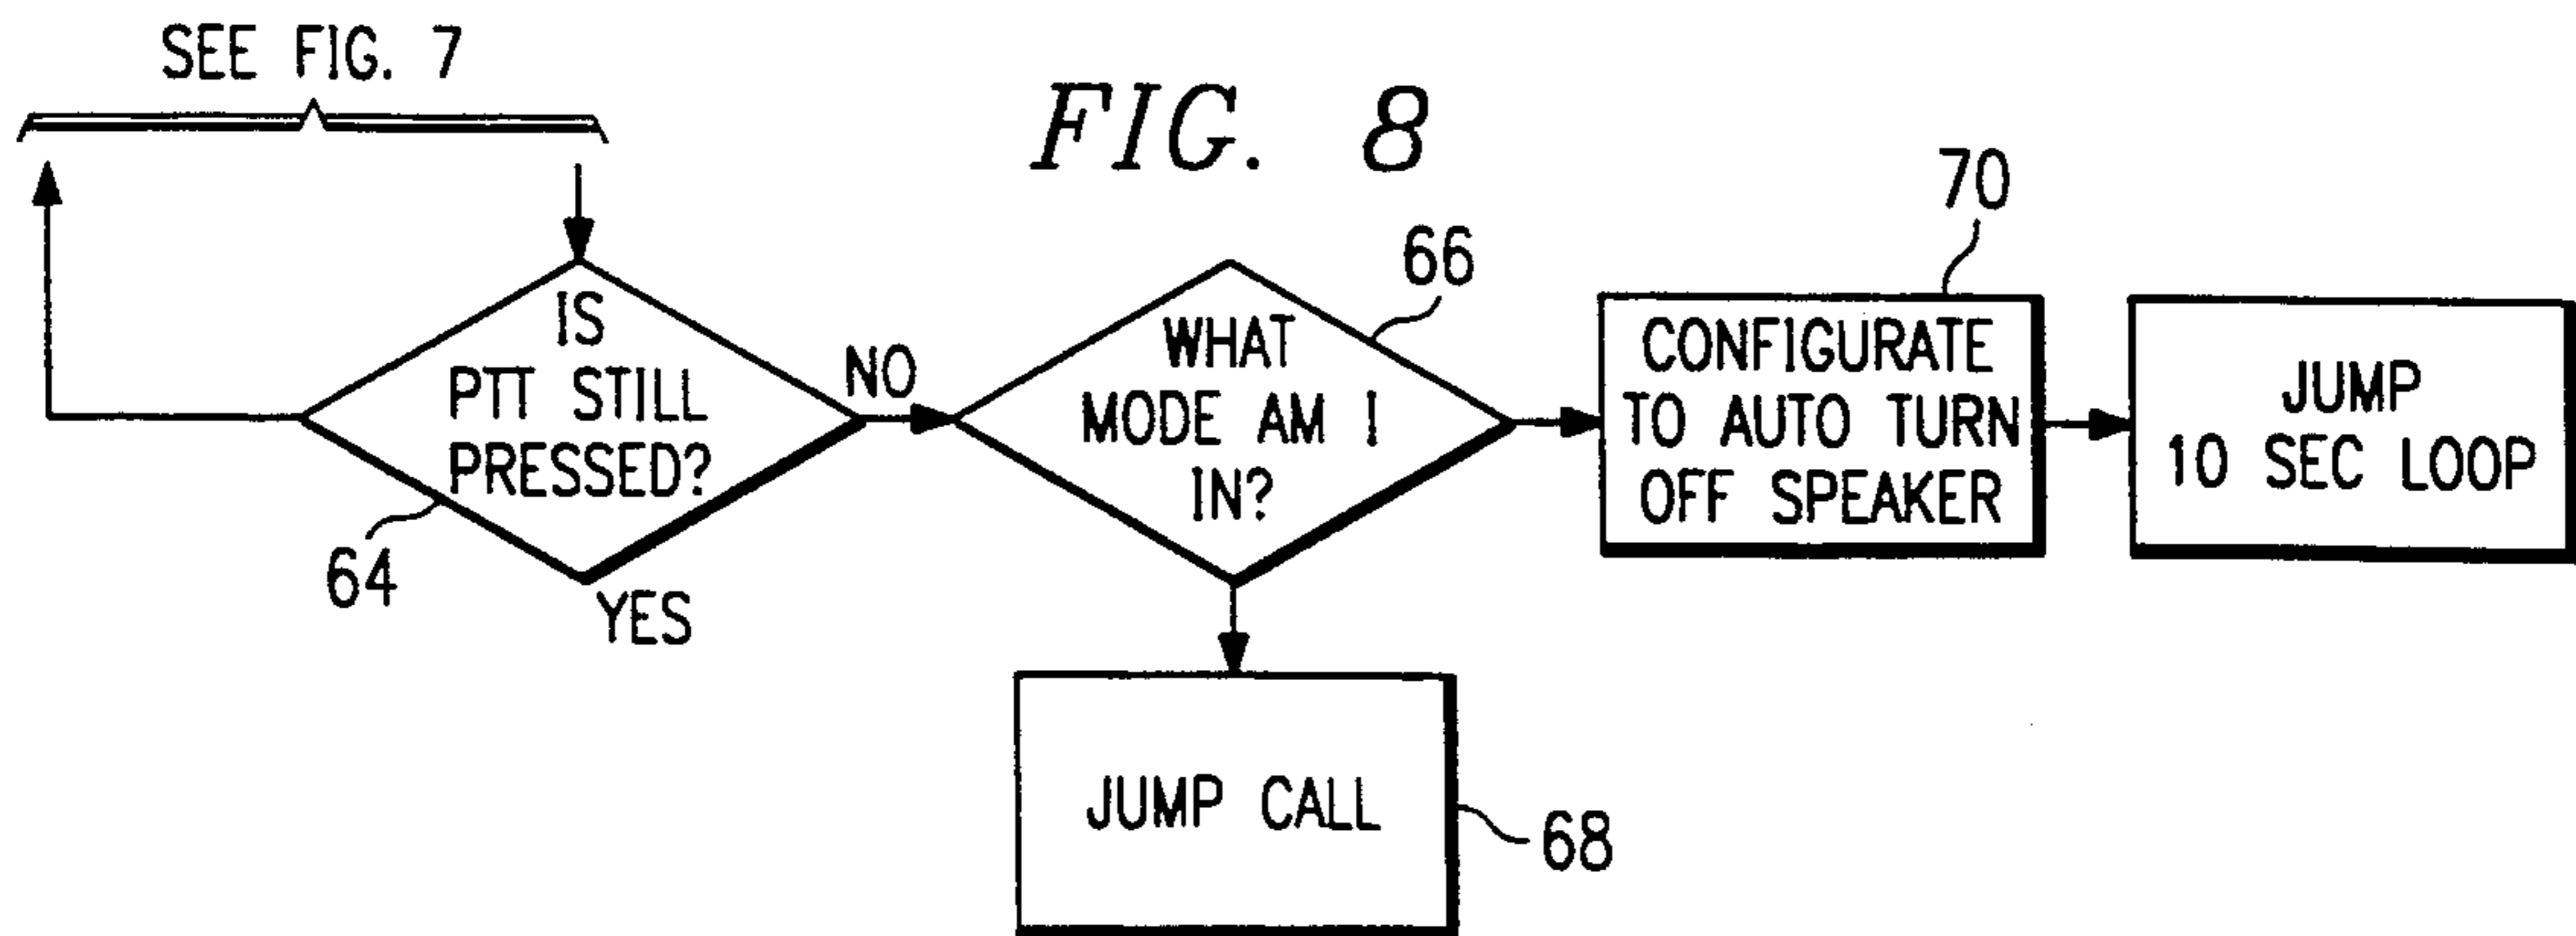 SEE FIG. 7
FIG. 8
IS
PTT STILL
PRESSED?
64
YES
NO
WHAT
MODE AM I
IN?
66
CONFIGURATE
TO AUTO TURN
OFF SPEAKER
70
JUMP
10 SEC LOOP
JUMP CALL
68